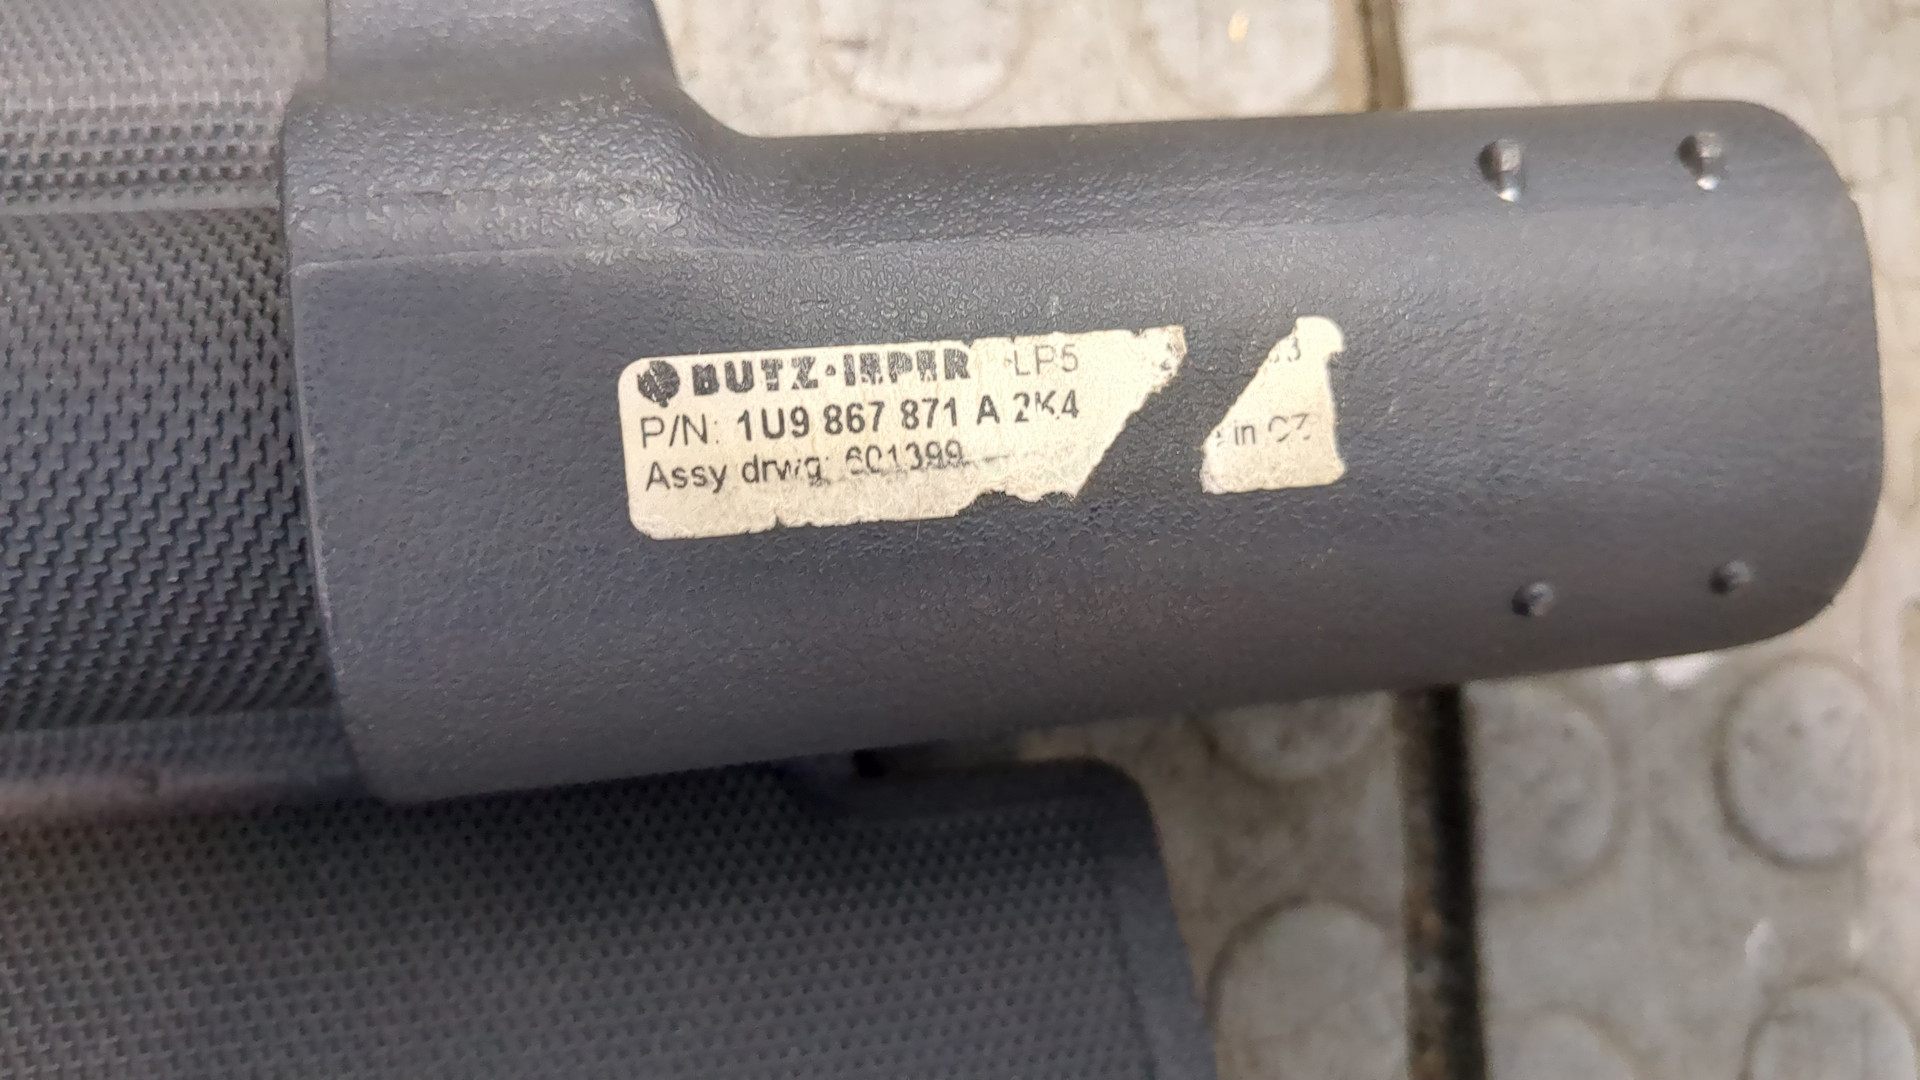 BUTZ·IEPER LP5
P/N: 1U9 867 871 A 2K4
Assy drwg: 601399
in CZ